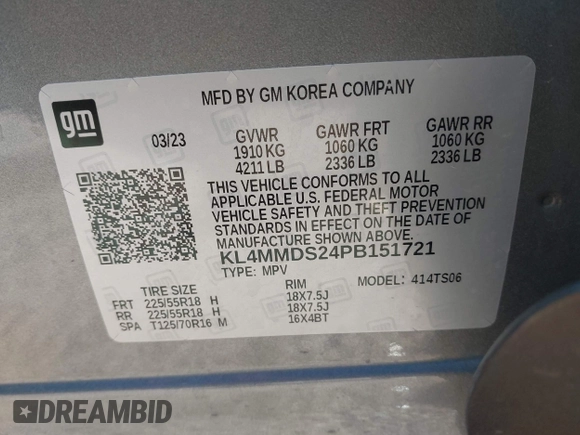 gm
MFD BY GM KOREA COMPANY
03/23 GVWR GAWR FRT GAWR RR
1910 KG 1060 KG 1060 KG
4211 LB 2336 LB 2336 LB
THIS VEHICLE CONFORMS TO ALL
APPLICABLE U.S. FEDERAL MOTOR
VEHICLE SAFETY AND THEFT PREVENTION
STANDARDS IN EFFECT ON THE DATE OF
MANUFACTURE SHOWN ABOVE.
KL4MMDS24PB151721
TYPE: MPV MODEL: 414TS06
TIRE SIZE RIM
FRT 225/55R18 H 18X7.5J
RR 225/55R18 H 18X7.5J
SPA T125/70R16 M 16X4BT
DREAMBID